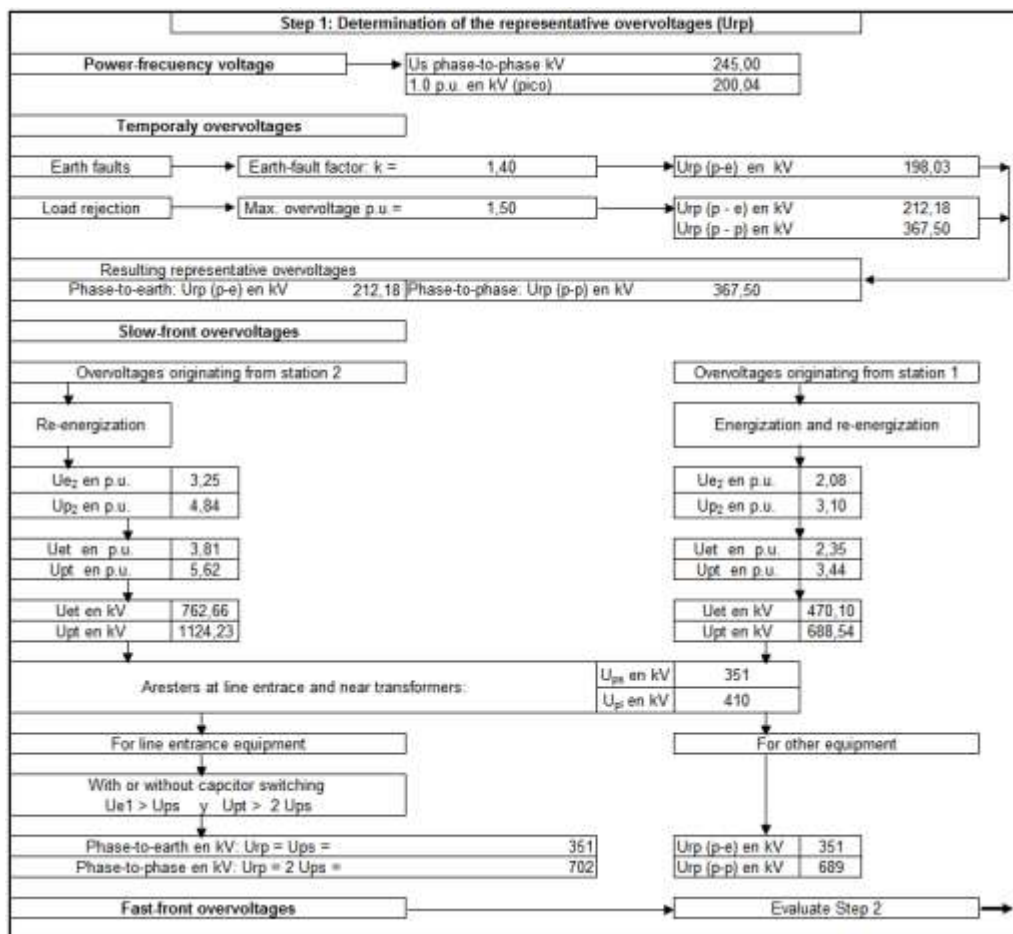 Step 1: Determination of the representative overvoltages (Urp)
Power-frecuency voltage
Us phase-to-phase kV 245,00
1.0 p.u. en kV (pico) 200,04
Temporaly overvoltages
Earth faults Earth-fault factor: k = 1,40 Urp (p-e) en kV 198,03
Load rejection Max. overvoltage p.u.= 1,50 Urp (p - e) en kV 212,18
Urp (p - p) en kV 367,50
Resulting representative overvoltages
Phase-to-earth: Urp (p-e) en kV 212,18 Phase-to-phase: Urp (p-p) en kV 367,50
Slow-front overvoltages
Overvoltages originating from station 2 Overvoltages originating from station 1
Re-energization Energization and re-energization
Ue2 en p.u. 3,25 Ue2 en p.u. 2,08
Up2 en p.u. 4,84 Up2 en p.u. 3,10
Uet en p.u. 3,81 Uet en p.u. 2,35
Upt en p.u. 5,62 Upt en p.u. 3,44
Uet en kV 762,66 Uet en kV 470,10
Upt en kV 1124,23 Upt en kV 688,54
Aresters at line entrace and near transformers:
Ups en kV 351
Upl en kV 410
For line entrance equipment For other equipment
With or without capcitor switching
Ue1 > Ups y Upt > 2 Ups
Phase-to-earth en kV: Urp = Ups = 351 Urp (p-e) en kV 351
Phase-to-phase en kV: Urp = 2 Ups = 702 Urp (p-p) en kV 689
Fast-front overvoltages Evaluate Step 2